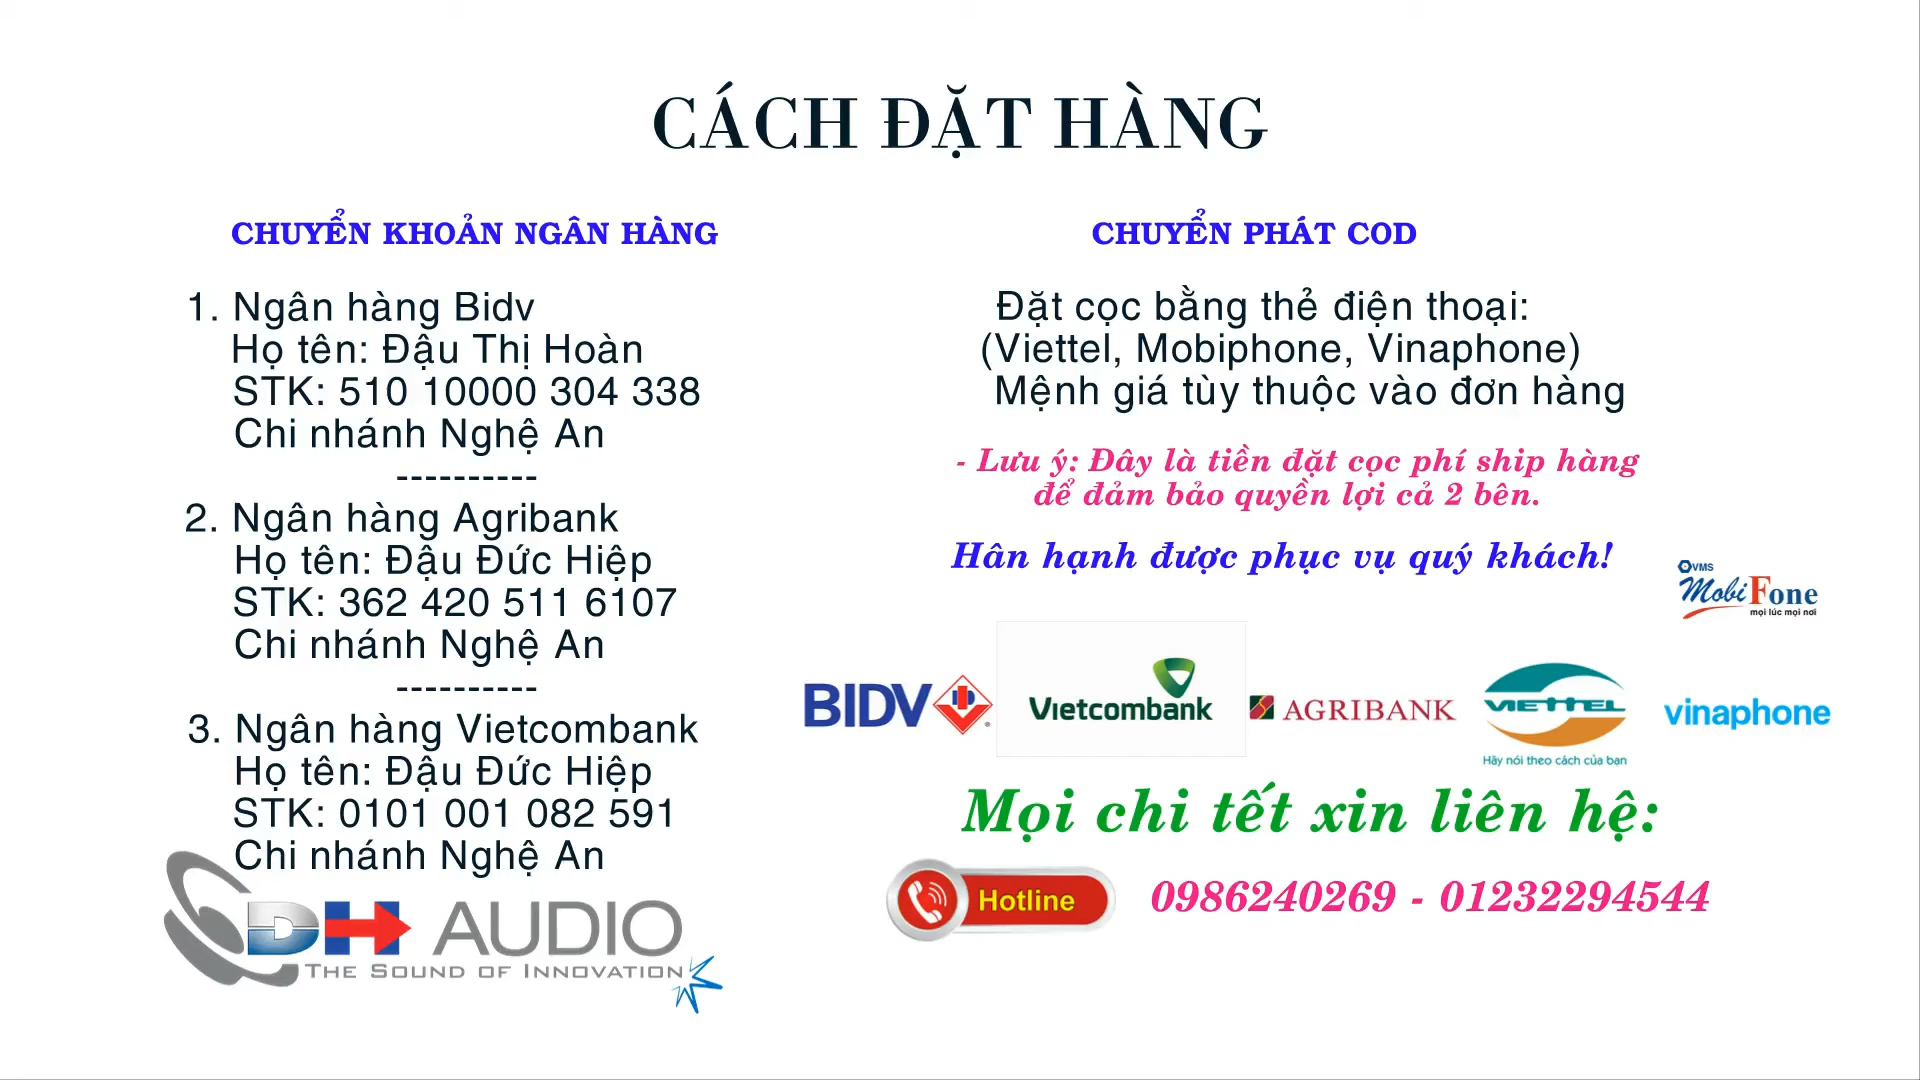 CÁCH ĐẶT HÀNG
CHUYỂN KHOẢN NGÂN HÀNG
1. Ngân hàng Bidv
Họ tên: Đậu Thị Hoàn
STK: 510 10000 304 338
Chi nhánh Nghệ An
----------
2. Ngân hàng Agribank
Họ tên: Đậu Đức Hiệp
STK: 362 420 511 6107
Chi nhánh Nghệ An
----------
3. Ngân hàng Vietcombank
Họ tên: Đậu Đức Hiệp
STK: 0101 001 082 591
Chi nhánh Nghệ An
DH AUDIO
THE SOUND OF INNOVATION
CHUYỂN PHÁT COD
Đặt cọc bằng thẻ điện thoại:
(Viettel, Mobiphone, Vinaphone)
Mệnh giá tùy thuộc vào đơn hàng
- Lưu ý: Đây là tiền đặt cọc phí ship hàng
để đảm bảo quyền lợi cả 2 bên.
Hân hạnh được phục vụ quý khách!
VMS
MobiFone
mọi lúc mọi nơi
BIDV
Vietcombank
AGRIBANK
VIETTEL
Hãy nói theo cách của bạn
vinaphone
Mọi chi tết xin liên hệ:
Hotline
0986240269 - 01232294544